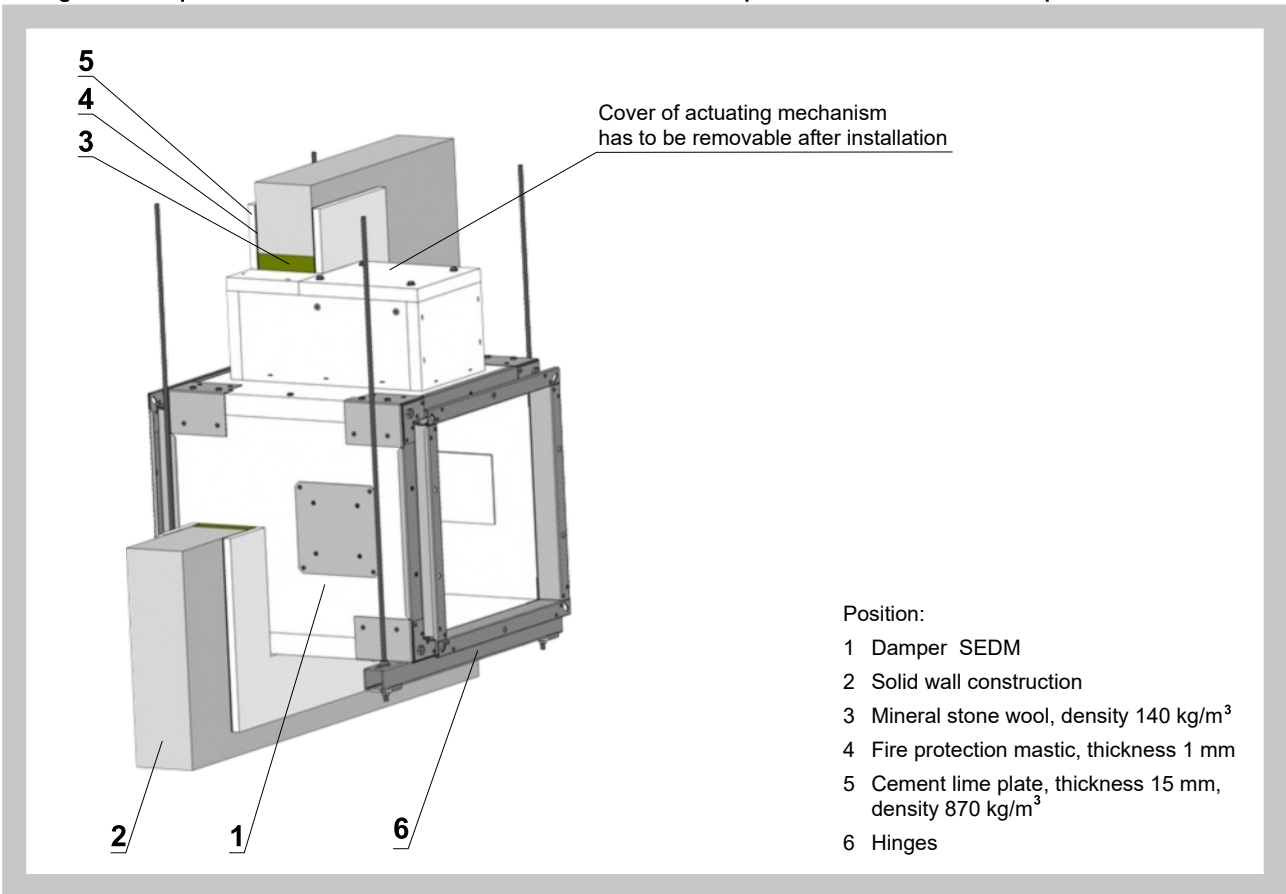 5
4
3
Cover of actuating mechanism
has to be removable after installation
Position:
1 Damper SEDM
2 Solid wall construction
3 Mineral stone wool, density 140 kg/m³
4 Fire protection mastic, thickness 1 mm
5 Cement lime plate, thickness 15 mm,
density 870 kg/m³
6 Hinges
2
1
6